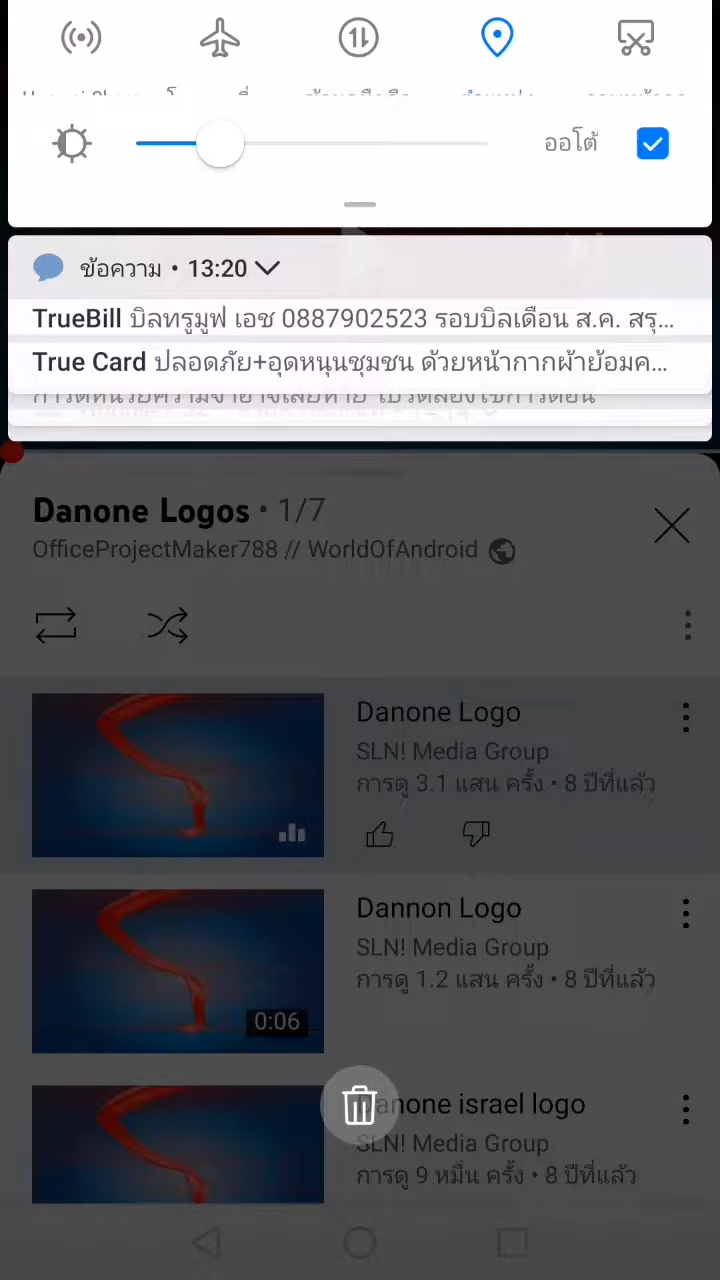 ออโต้
ข้อความ • 13:20
TrueBill บิลทรูมูฟ เอช 0887902523 รอบบิลเดือน ส.ค. สรุ...
True Card ปลอดภัย+อุดหนุนชุมชน ด้วยหน้ากากผ้าย้อมค...
Danone Logos • 1/7
OfficeProjectMaker788 // WorldOfAndroid
Danone Logo
SLN! Media Group
การดู 3.1 แสน ครั้ง • 8 ปีที่แล้ว
Dannon Logo
SLN! Media Group
การดู 1.2 แสน ครั้ง • 8 ปีที่แล้ว
0:06
Danone israel logo
SLN! Media Group
การดู 9 หมื่น ครั้ง • 8 ปีที่แล้ว